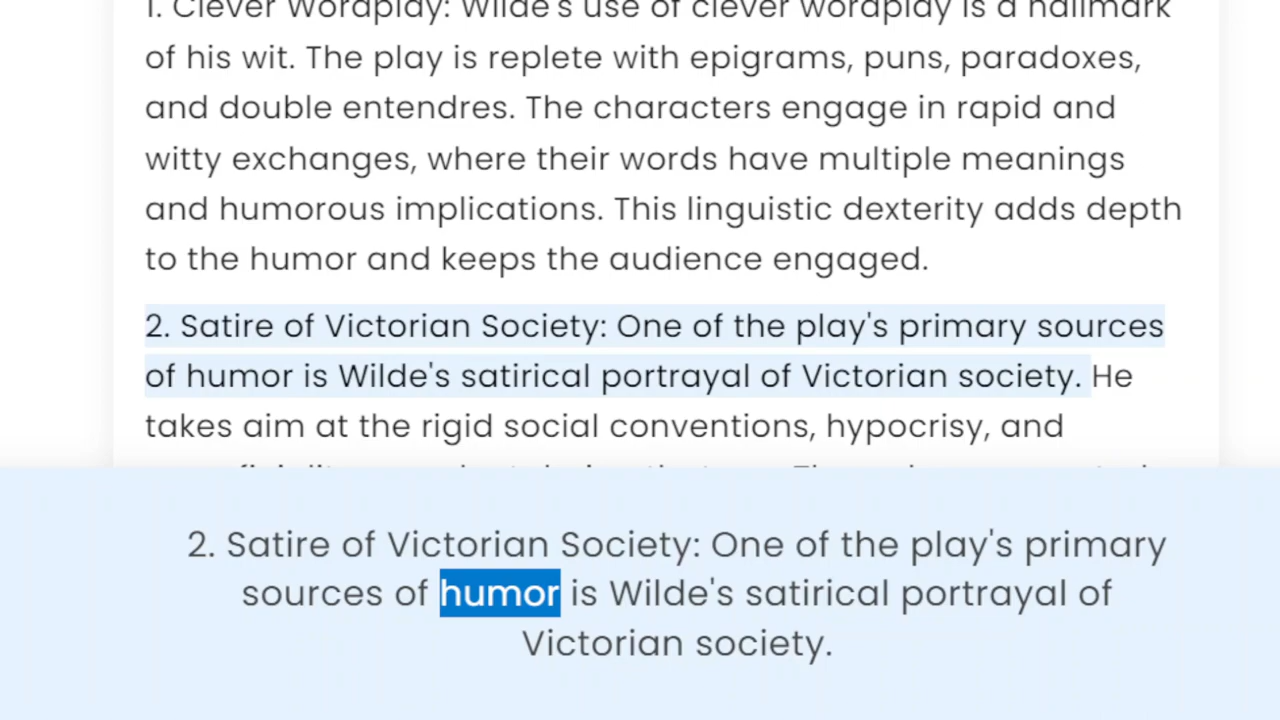 1. Clever Wordplay: Wilde's use of clever wordplay is a hallmark
of his wit. The play is replete with epigrams, puns, paradoxes,
and double entendres. The characters engage in rapid and
witty exchanges, where their words have multiple meanings
and humorous implications. This linguistic dexterity adds depth
to the humor and keeps the audience engaged.
2. Satire of Victorian Society: One of the play's primary sources
of humor is Wilde's satirical portrayal of Victorian society. He
takes aim at the rigid social conventions, hypocrisy, and
2. Satire of Victorian Society: One of the play's primary
sources of humor is Wilde's satirical portrayal of
Victorian society.